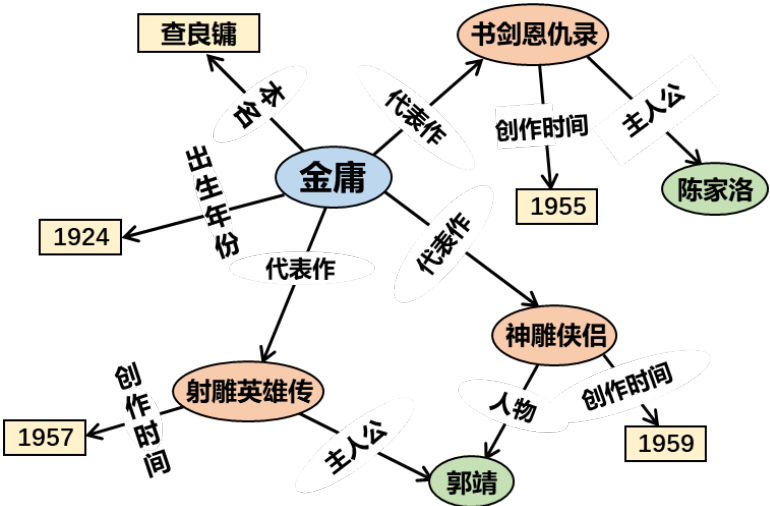 查良镛
书剑恩仇录
本名
代表作
创作时间
主人公
出生年份
金庸
陈家洛
1955
1924
代表作
代表作
神雕侠侣
创作时间
射雕英雄传
人物
创作时间
1957
主人公
1959
郭靖